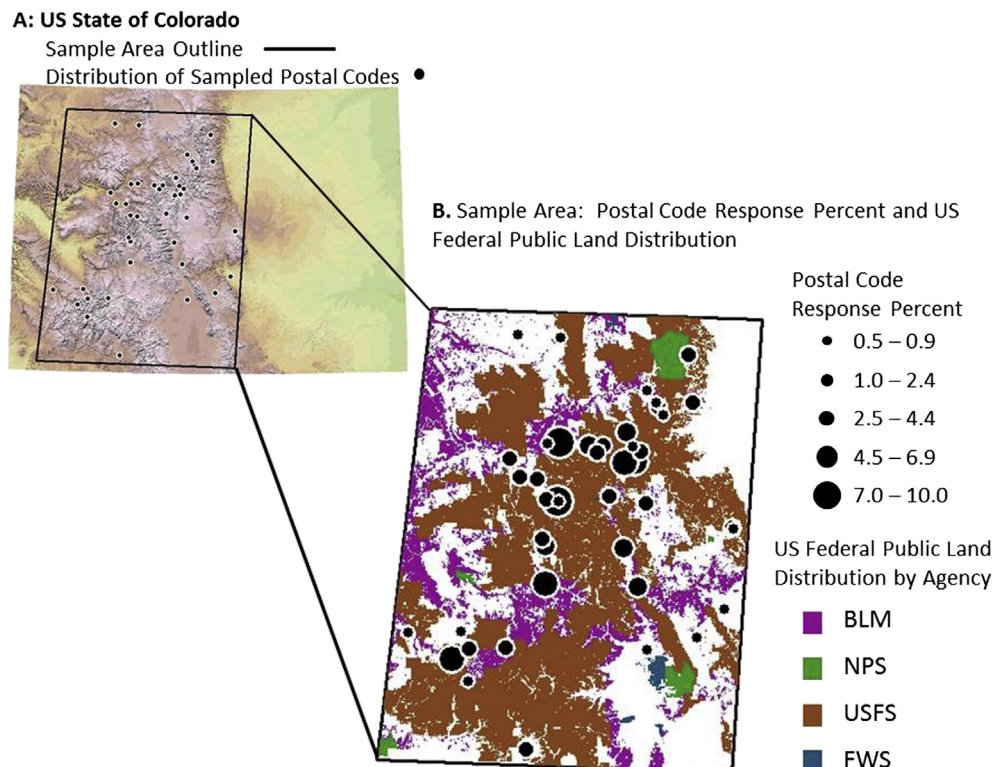 A: US State of Colorado
Sample Area Outline
Distribution of Sampled Postal Codes
B. Sample Area: Postal Code Response Percent and US
Federal Public Land Distribution
Postal Code
Response Percent
0.5 – 0.9
1.0 – 2.4
2.5 – 4.4
4.5 – 6.9
7.0 – 10.0
US Federal Public Land
Distribution by Agency
BLM
NPS
USFS
FWS